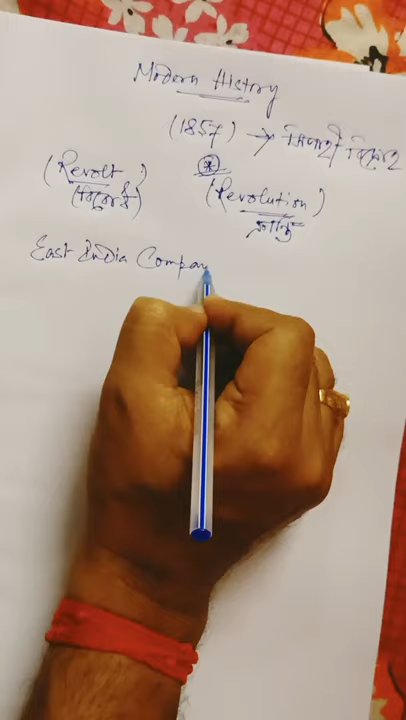 Modern History
(1857) → সিপাহী বিদ্রোহ
(Revolt) (Revolution)
East India Compan